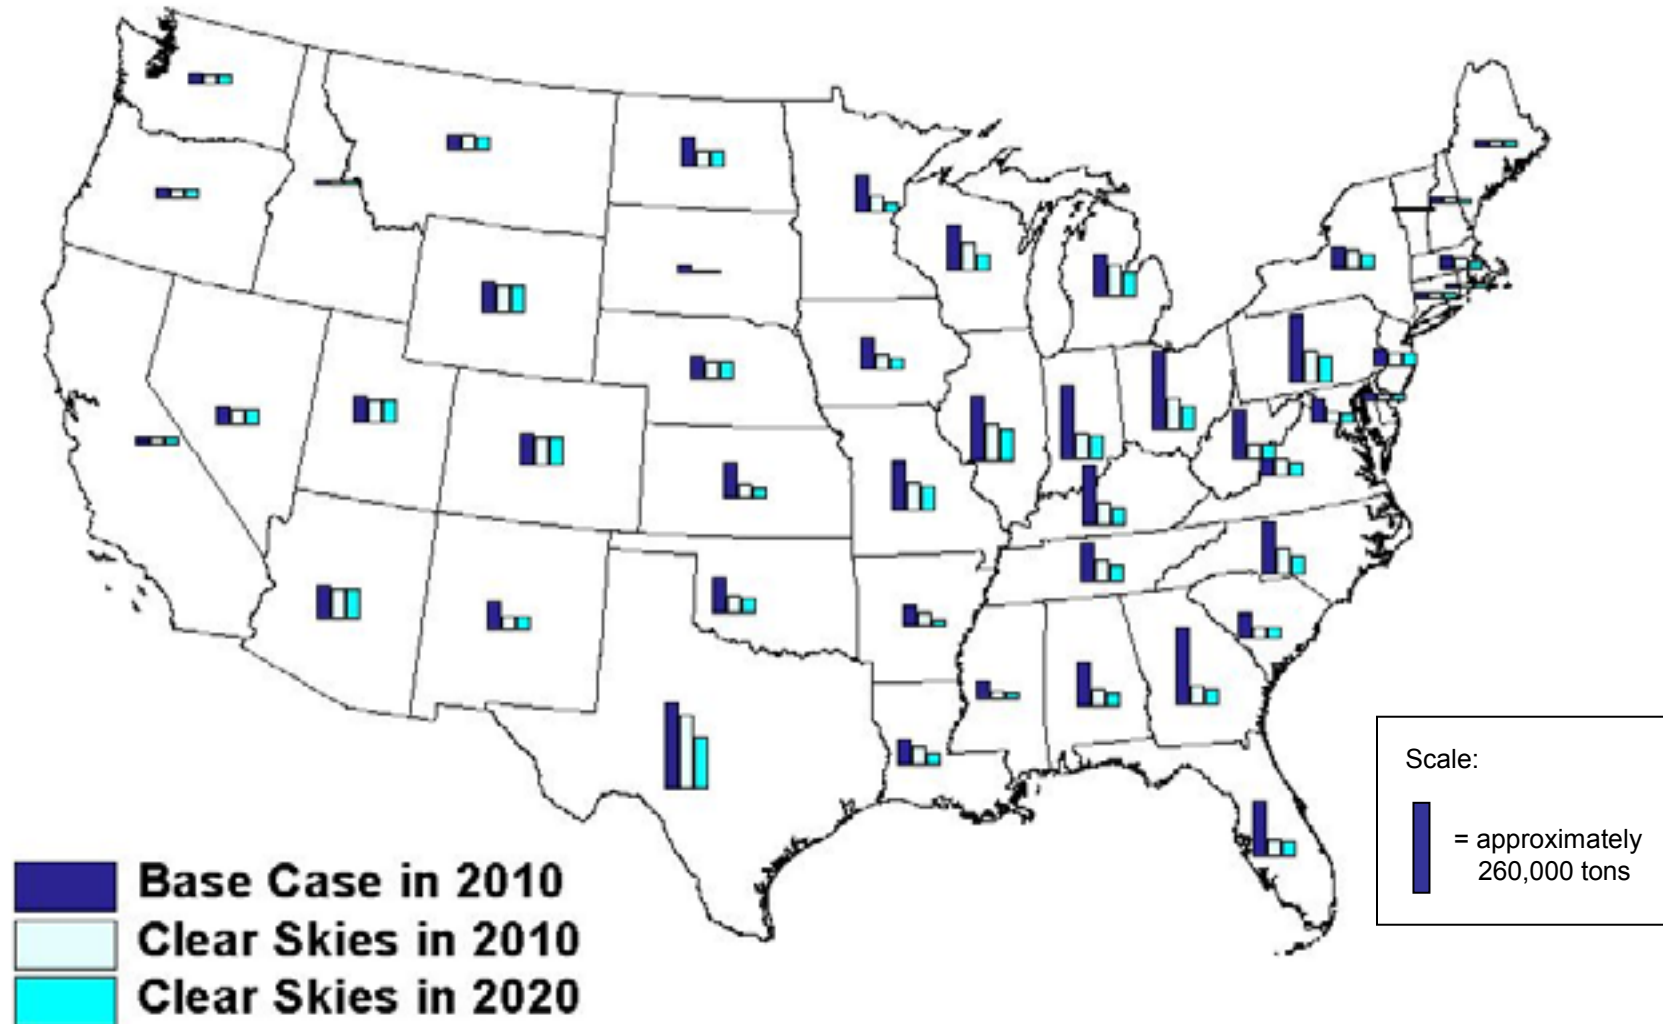 Scale:
= approximately
260,000 tons
Base Case in 2010
Clear Skies in 2010
Clear Skies in 2020